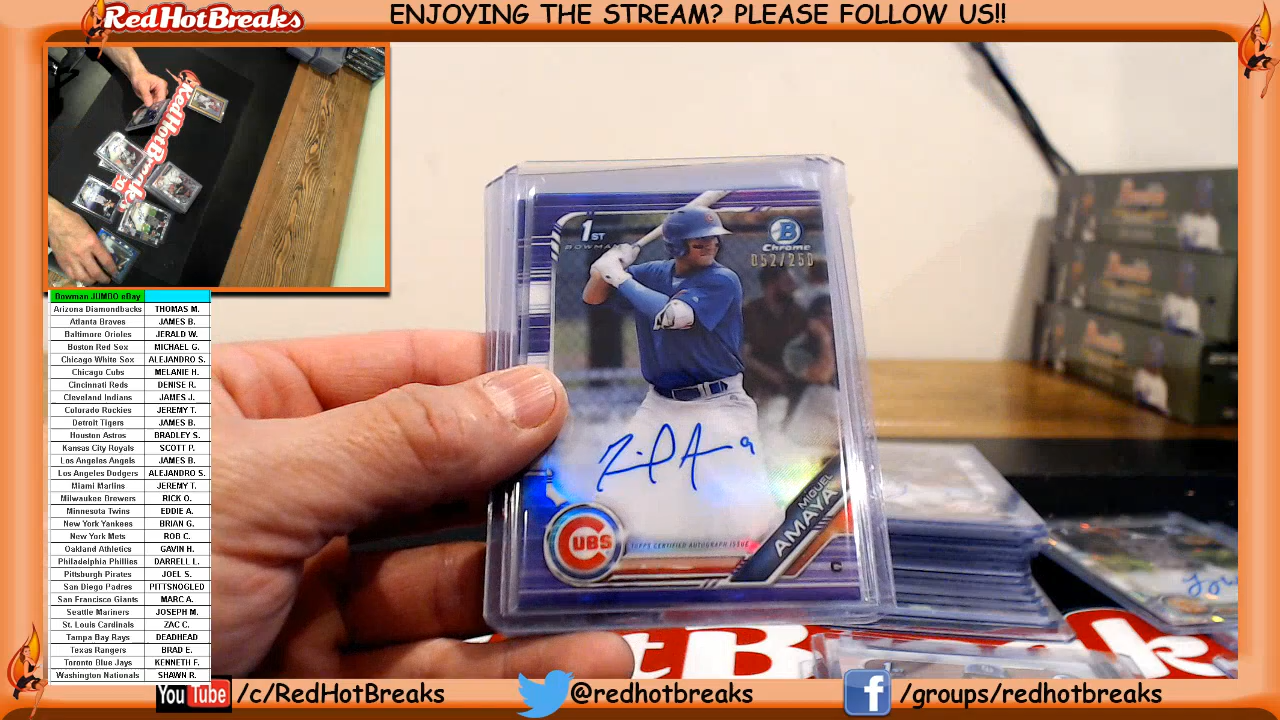 RedHotBreaks
ENJOYING THE STREAM? PLEASE FOLLOW US!!
RedHotBreaks
Bowman JUMBO eBay
Arizona Diamondbacks THOMAS M.
Atlanta Braves JAMES B.
Baltimore Orioles JERALD W.
Boston Red Sox MICHAEL G.
Chicago White Sox ALEJANDRO S.
Chicago Cubs MELANIE H.
Cincinnati Reds DENISE R.
Cleveland Indians JAMES J.
Colorado Rockies JEREMY T.
Detroit Tigers JAMES B.
Houston Astros BRADLEY S.
Kansas City Royals SCOTT P.
Los Angeles Angels JAMES B.
Los Angeles Dodgers ALEJANDRO S.
Miami Marlins JEREMY T.
Milwaukee Brewers RICK O.
Minnesota Twins EDDIE A.
New York Yankees BRIAN G.
New York Mets ROB C.
Oakland Athletics GAVIN H.
Philadelphia Phillies DARRELL L.
Pittsburgh Pirates JOEL S.
San Diego Padres PITTSNOGLED
San Francisco Giants MARC A.
Seattle Mariners JOSEPH M.
St. Louis Cardinals ZAC C.
Tampa Bay Rays DEADHEAD
Texas Rangers BRAD E.
Toronto Blue Jays KENNETH F.
Washington Nationals SHAWN R.
1ST
BOWMAN
B
Chrome
052/250
MIGUEL
AMAYA
CUBS
TOPPS CERTIFIED AUTOGRAPH ISSUE
C
YouTube /c/RedHotBreaks
@redhotbreaks
f /groups/redhotbreaks